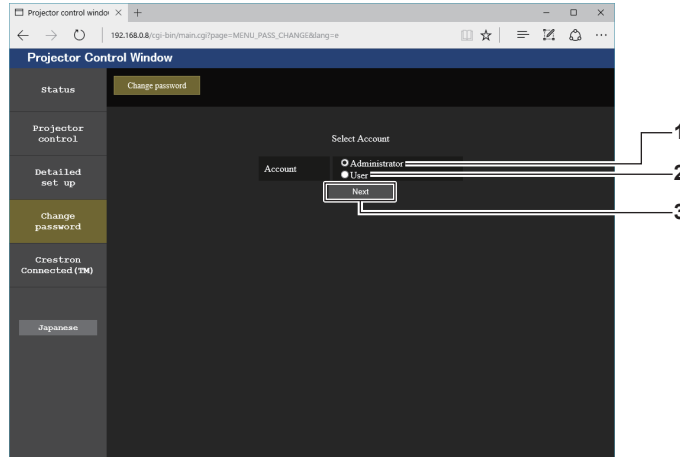 Projector control windo
192.168.0.8/cgi-bin/main.cgi?page=MENU_PASS_CHANGE&lang=e
Projector Control Window
Status
Change password
Projector
control
Select Account
1
Account
Administrator
Detailed
set up
User
2
Next
3
Change
password
Crestron
Connected(TM)
Japanese